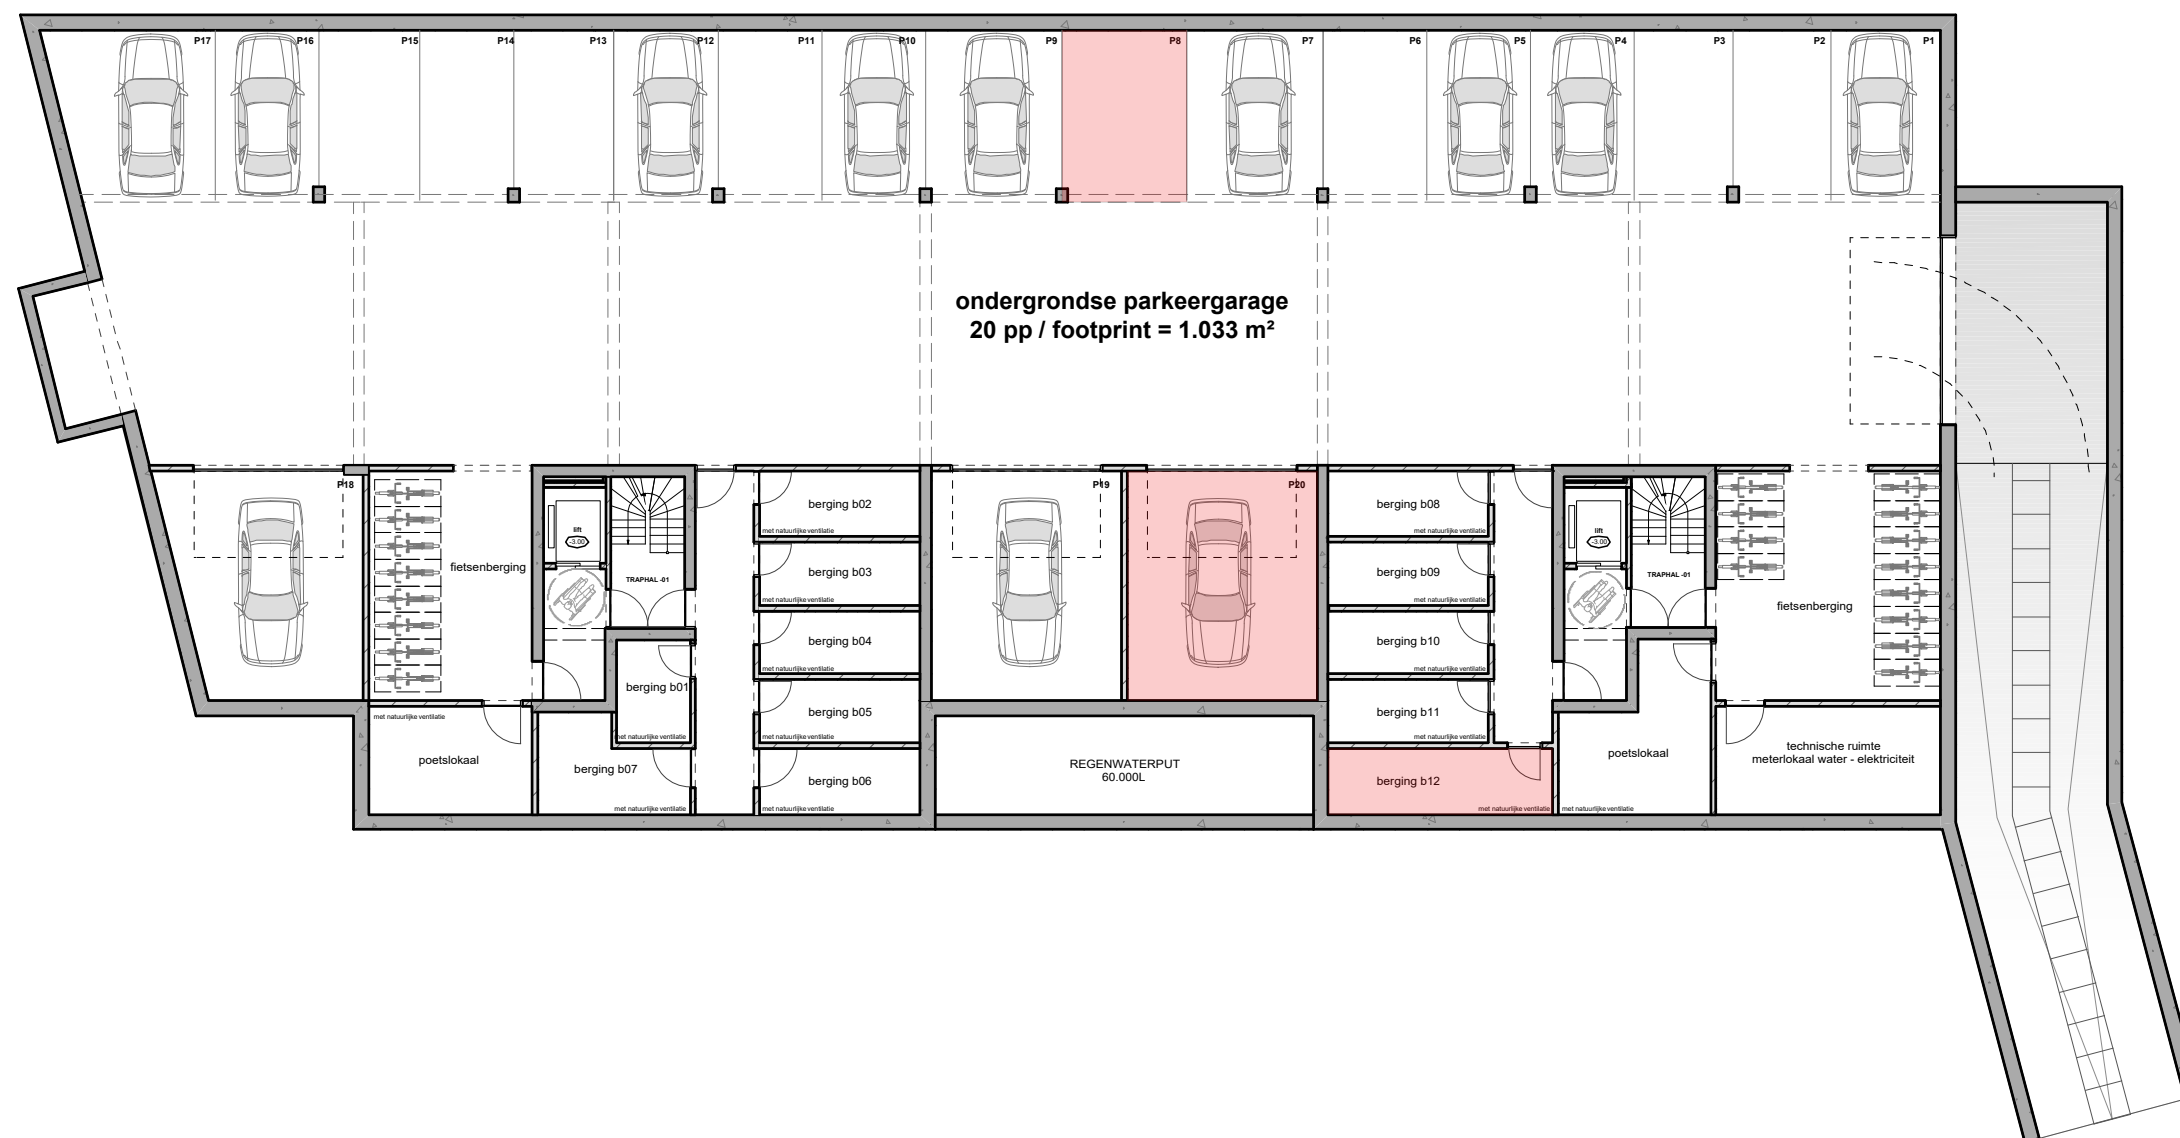 P17
P16
P15
P14
P13
P12
P11
P10
P9
P8
P7
P6
P5
P4
P3
P2
P1
ondergrondse parkeergarage
20 pp / footprint = 1.033 m²
P18
P19
P20
fietsenberging
lift
-3.00
TRAPHAL -01
berging b01
met natuurlijke ventilatie
berging b02
met natuurlijke ventilatie
berging b03
met natuurlijke ventilatie
berging b04
met natuurlijke ventilatie
berging b05
met natuurlijke ventilatie
berging b06
met natuurlijke ventilatie
met natuurlijke ventilatie
poetslokaal
berging b07
met natuurlijke ventilatie
REGENWATERPUT
60.000L
berging b08
met natuurlijke ventilatie
berging b09
met natuurlijke ventilatie
berging b10
met natuurlijke ventilatie
berging b11
met natuurlijke ventilatie
berging b12
met natuurlijke ventilatie
lift
-3.00
TRAPHAL -01
fietsenberging
poetslokaal
met natuurlijke ventilatie
technische ruimte
meterlokaal water - elektriciteit